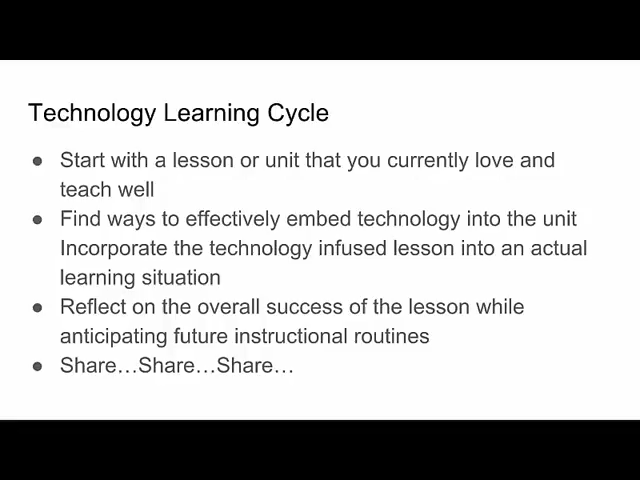 Technology Learning Cycle
● Start with a lesson or unit that you currently love and
teach well
● Find ways to effectively embed technology into the unit
Incorporate the technology infused lesson into an actual
learning situation
● Reflect on the overall success of the lesson while
anticipating future instructional routines
● Share…Share…Share…